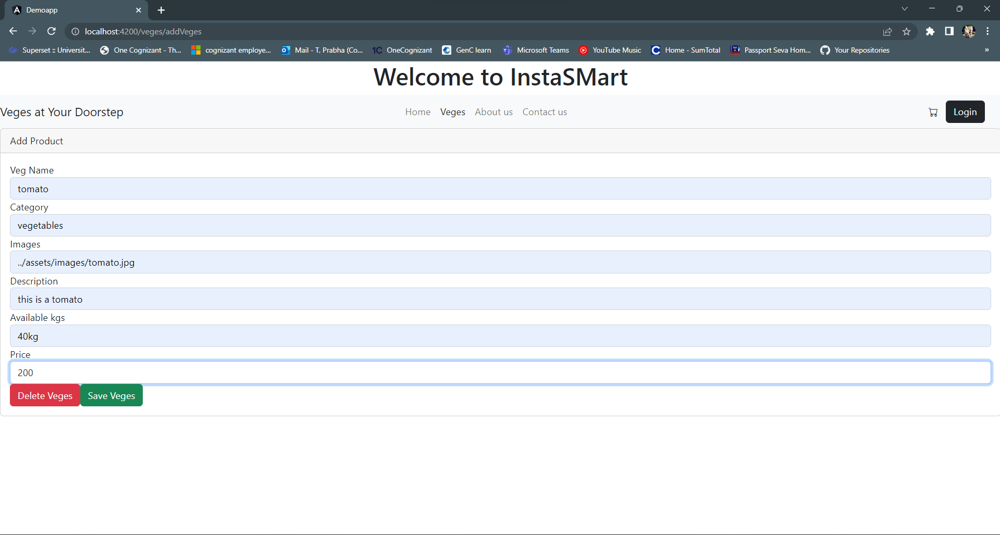 Demoapp
localhost:4200/veges/addVeges
Superset :: Universit... One Cognizant - Th... cognizant employe... Mail - T, Prabha (Co... 1C OneCognizant GenC learn Microsoft Teams YouTube Music Home - SumTotal Passport Seva Hom... Your Repositories »
Welcome to InstaSMart
Veges at Your Doorstep Home Veges About us Contact us Login
Add Product
Veg Name
tomato
Category
vegetables
Images
../assets/images/tomato.jpg
Description
this is a tomato
Available kgs
40kg
Price
200
Delete Veges Save Veges